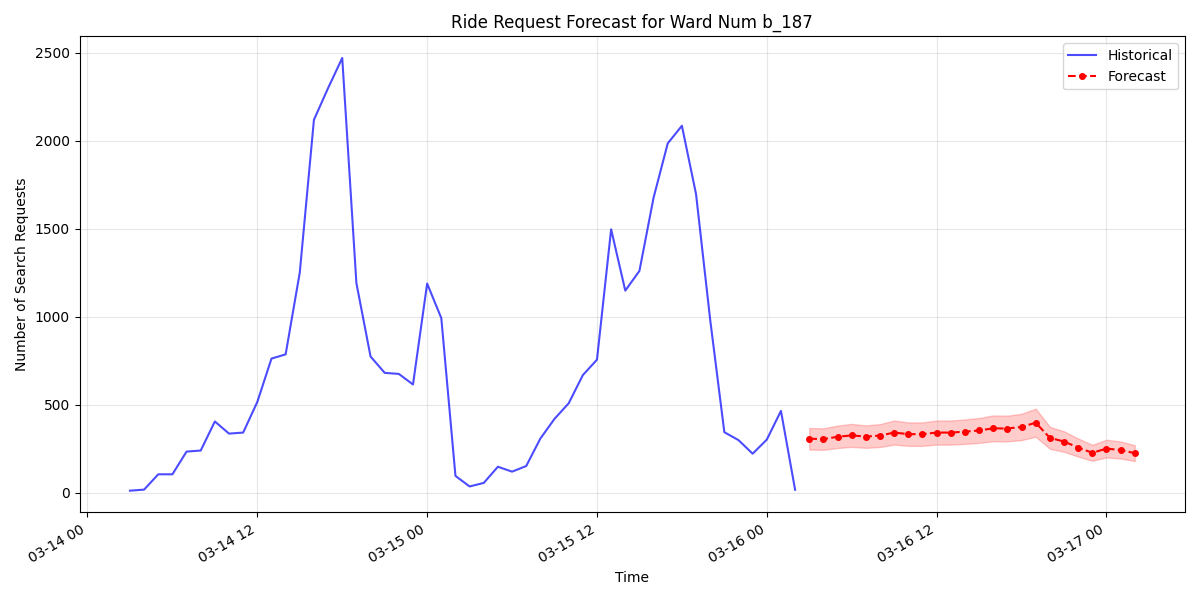 Ride Request Forecast for Ward Num b_187
Historical
Forecast
Number of Search Requests
2500
2000
1500
1000
500
0
03-14 00
03-14 12
03-15 00
03-15 12
03-16 00
03-16 12
03-17 00
Time